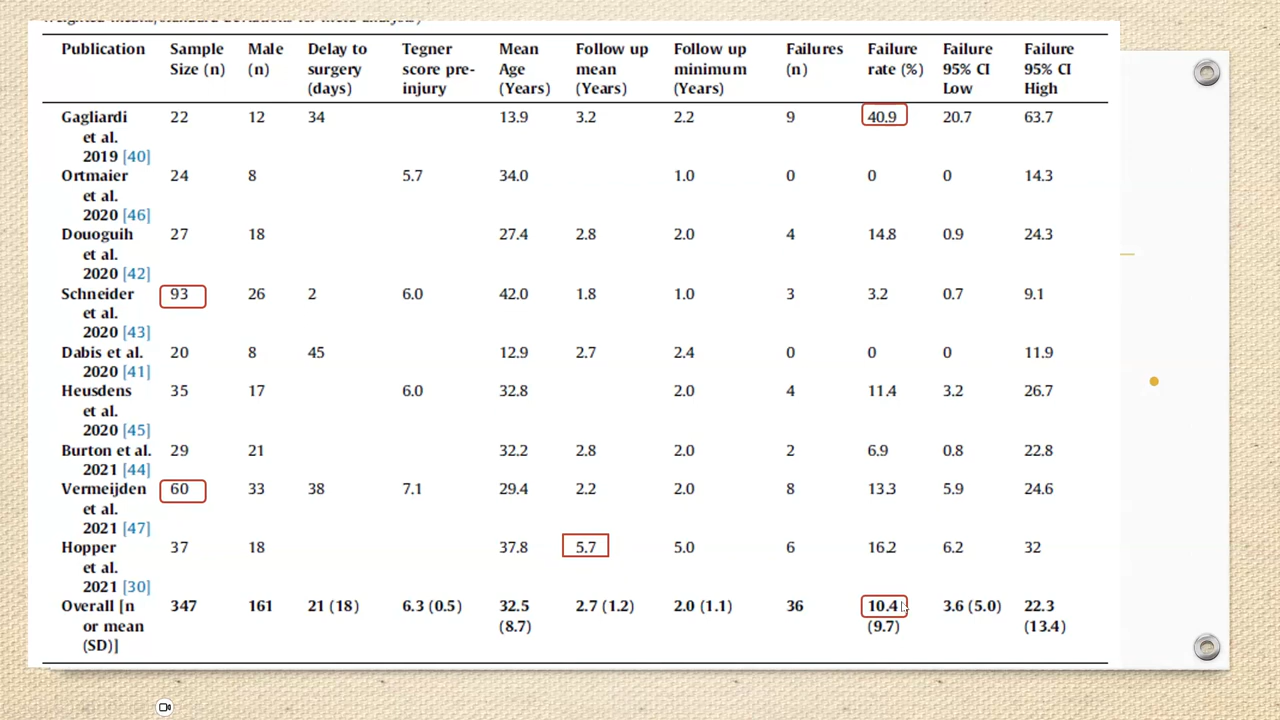 Weighted means/standard deviations for meta-analysis)
Publication Sample Male Delay to Tegner Mean Follow up Follow up Failures Failure Failure Failure
Size (n) (n) surgery score pre- Age mean minimum (n) rate (%) 95% CI 95% CI
(days) injury (Years) (Years) (Years) Low High
Gagliardi 22 12 34 13.9 3.2 2.2 9 40.9 20.7 63.7
et al.
2019 [40]
Ortmaier 24 8 5.7 34.0 1.0 0 0 0 14.3
et al.
2020 [46]
Douoguih 27 18 27.4 2.8 2.0 4 14.8 0.9 24.3
et al.
2020 [42]
Schneider 93 26 2 6.0 42.0 1.8 1.0 3 3.2 0.7 9.1
et al.
2020 [43]
Dabis et al. 20 8 45 12.9 2.7 2.4 0 0 0 11.9
2020 [41]
Heusdens 35 17 6.0 32.8 2.0 4 11.4 3.2 26.7
et al.
2020 [45]
Burton et al. 29 21 32.2 2.8 2.0 2 6.9 0.8 22.8
2021 [44]
Vermeijden 60 33 38 7.1 29.4 2.2 2.0 8 13.3 5.9 24.6
et al.
2021 [47]
Hopper 37 18 37.8 5.7 5.0 6 16.2 6.2 32
et al.
2021 [30]
Overall [n 347 161 21 (18) 6.3 (0.5) 32.5 2.7 (1.2) 2.0 (1.1) 36 10.4 3.6 (5.0) 22.3
or mean (8.7) (9.7) (13.4)
(SD)]